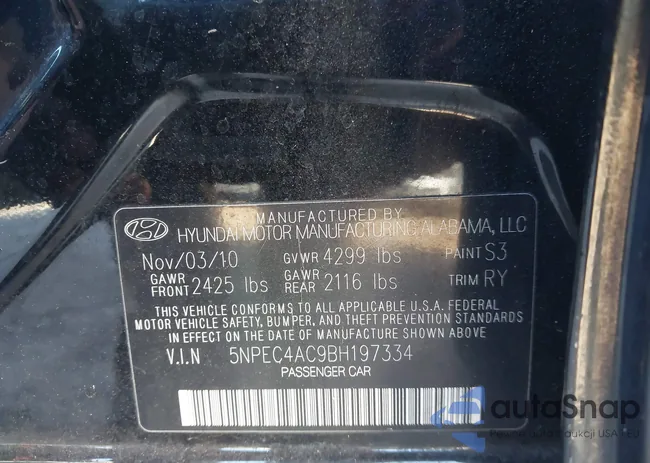 MANUFACTURED BY
HYUNDAI MOTOR MANUFACTURING ALABAMA, LLC
Nov/03/10 GVWR 4299 lbs PAINT S3
GAWR FRONT 2425 lbs GAWR REAR 2116 lbs TRIM RY
THIS VEHICLE CONFORMS TO ALL APPLICABLE U.S.A. FEDERAL
MOTOR VEHICLE SAFETY, BUMPER, AND THEFT PREVENTION STANDARDS
IN EFFECT ON THE DATE OF MANUFACTURE SHOWN ABOVE.
V.I.N 5NPEC4AC9BH197334
PASSENGER CAR
autoSnap
aukcji USA